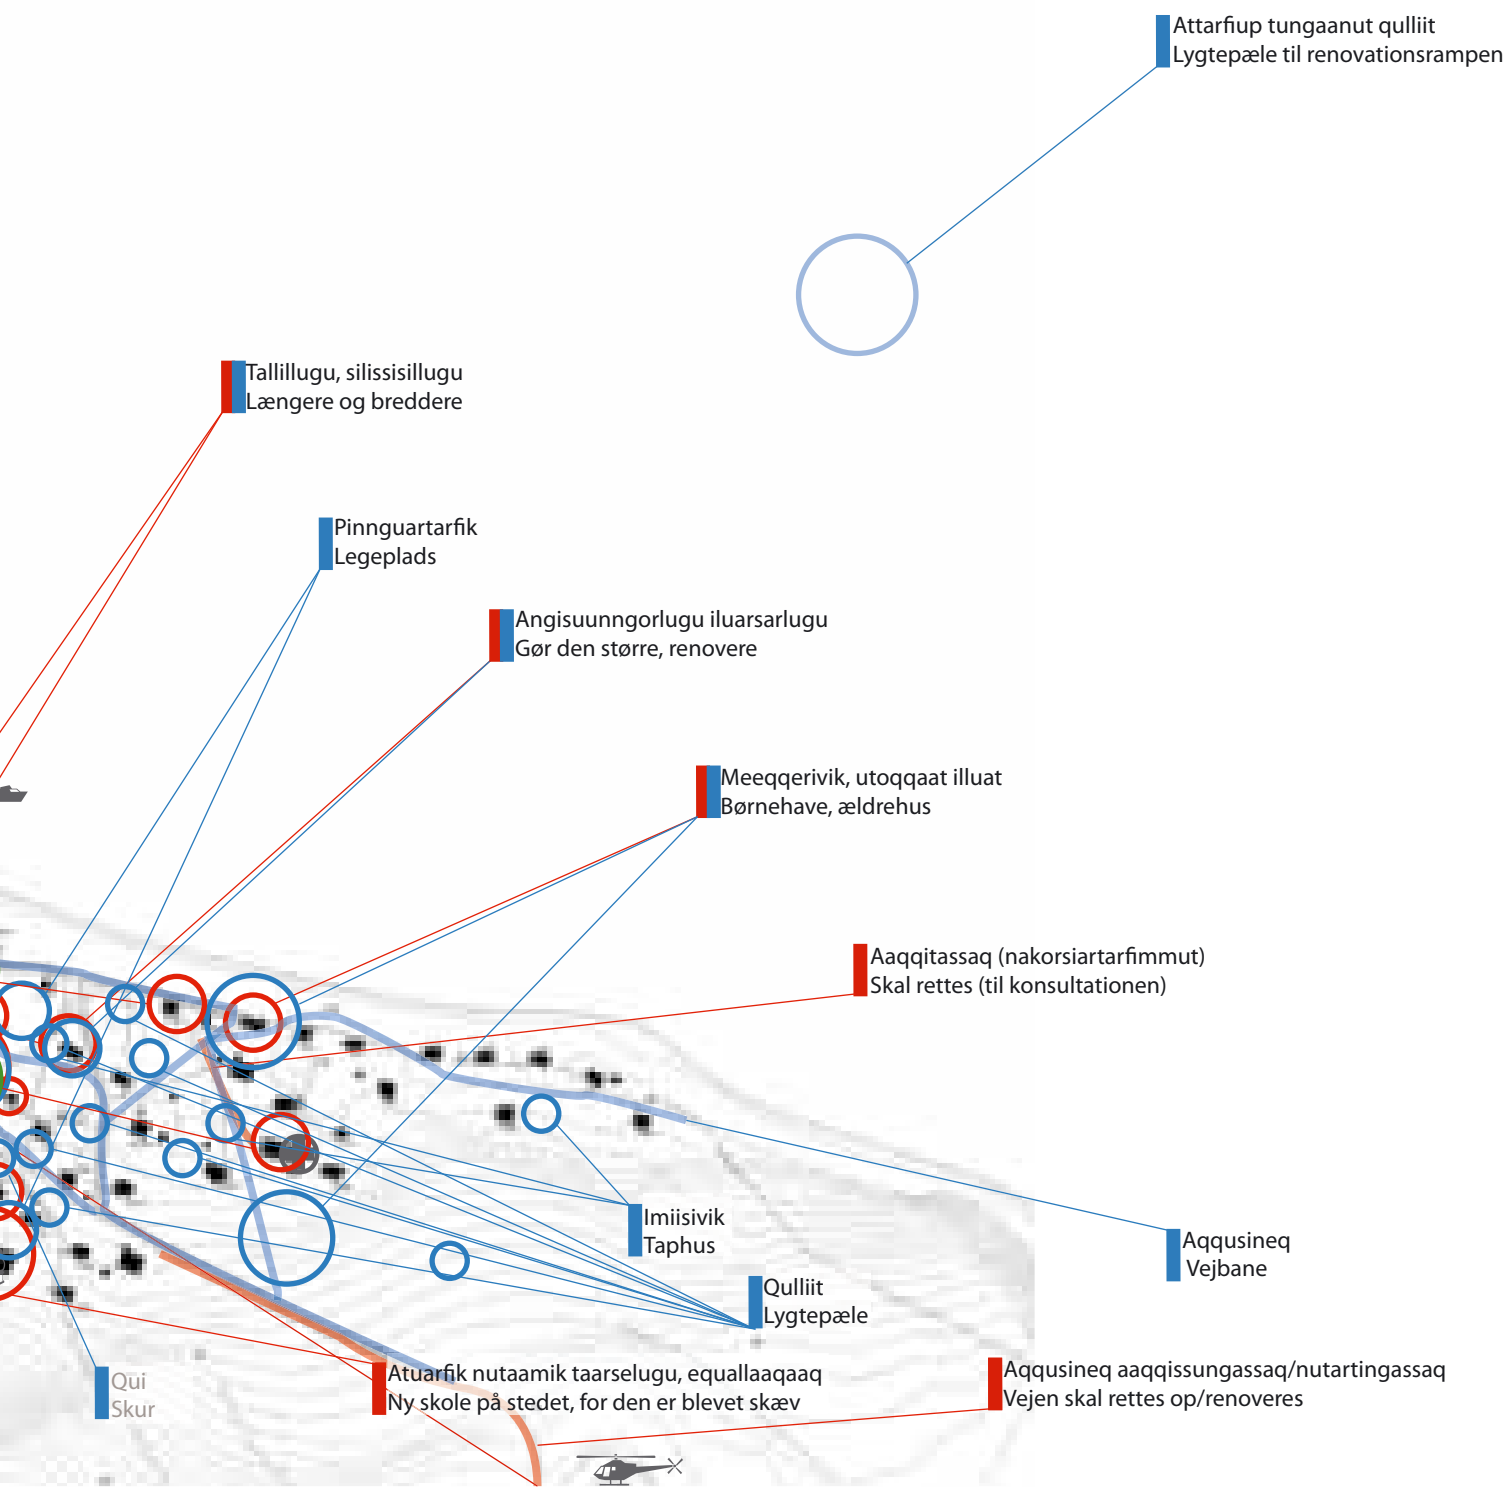 Attarfiup tungaanut qulliit
Lygtepæle til renovationsrampen
Tallillugu, silissisillugu
Længere og breddere
Pinnguartarfik
Legeplads
Angisuunngorlugu iluarsarlugu
Gør den større, renovere
Meeqqerivik, utoqqaat illuat
Børnehave, ældrehus
Aaqqitassaq (nakorsiartarfimmut)
Skal rettes (til konsultationen)
Imiisivik
Taphus
Aqqusineq
Vejbane
Qulliit
Lygtepæle
Qui
Skur
Atuarfik nutaamik taarselugu, equallaaqaaq
Ny skole på stedet, for den er blevet skæv
Aqqusineq aaqqissungassaq/nutartingassaq
Vejen skal rettes op/renoveres